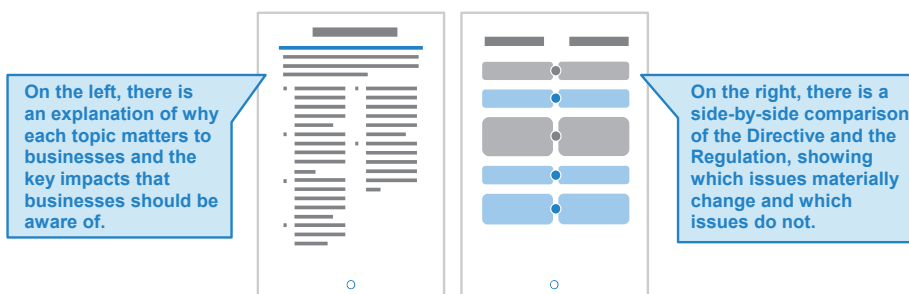 On the left, there is
an explanation of why
each topic matters to
businesses and the
key impacts that
businesses should be
aware of.
On the right, there is a
side-by-side comparison
of the Directive and the
Regulation, showing
which issues materially
change and which
issues do not.